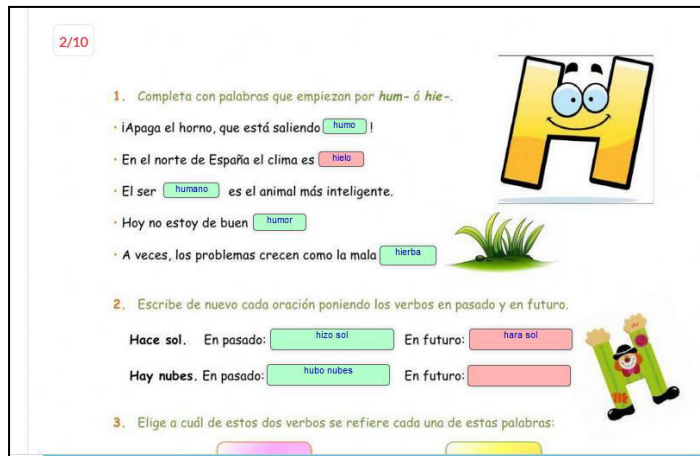 2/10
1. Completa con palabras que empiezan por hum- ó hie-.
· ¡Apaga el horno, que está saliendo humo !
· En el norte de España el clima es hielo
· El ser humano es el animal más inteligente.
· Hoy no estoy de buen humor
· A veces, los problemas crecen como la mala hierba
2. Escribe de nuevo cada oración poniendo los verbos en pasado y en futuro.
Hace sol. En pasado: hizo sol En futuro: hara sol
Hay nubes. En pasado: hubo nubes En futuro:
3. Elige a cuál de estos dos verbos se refiere cada una de estas palabras: